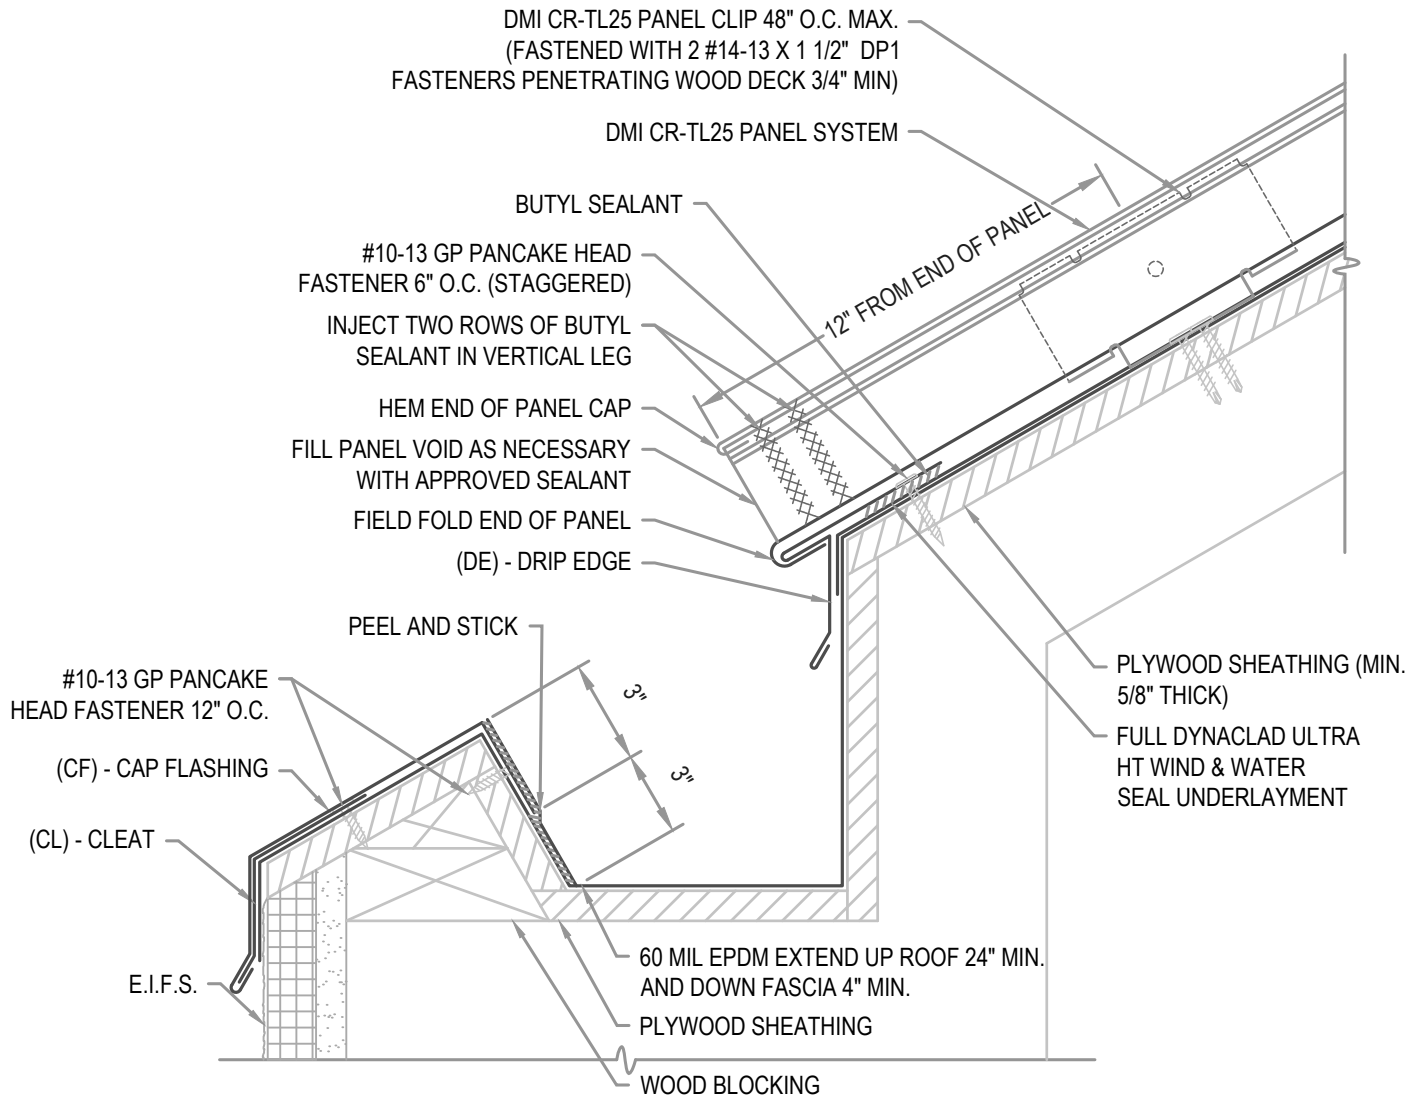 DMI CR-TL25 PANEL CLIP 48" O.C. MAX.
(FASTENED WITH 2 #14-13 X 1 1/2" DP1
FASTENERS PENETRATING WOOD DECK 3/4" MIN)
DMI CR-TL25 PANEL SYSTEM
BUTYL SEALANT
12" FROM END OF PANEL
#10-13 GP PANCAKE HEAD
FASTENER 6" O.C. (STAGGERED)
INJECT TWO ROWS OF BUTYL
SEALANT IN VERTICAL LEG
HEM END OF PANEL CAP
FILL PANEL VOID AS NECESSARY
WITH APPROVED SEALANT
FIELD FOLD END OF PANEL
(DE) - DRIP EDGE
PEEL AND STICK
#10-13 GP PANCAKE
HEAD FASTENER 12" O.C.
(CF) - CAP FLASHING
(CL) - CLEAT
E.I.F.S.
3"
3"
PLYWOOD SHEATHING (MIN.
5/8" THICK)
FULL DYNACLAD ULTRA
HT WIND & WATER
SEAL UNDERLAYMENT
60 MIL EPDM EXTEND UP ROOF 24" MIN.
AND DOWN FASCIA 4" MIN.
PLYWOOD SHEATHING
WOOD BLOCKING